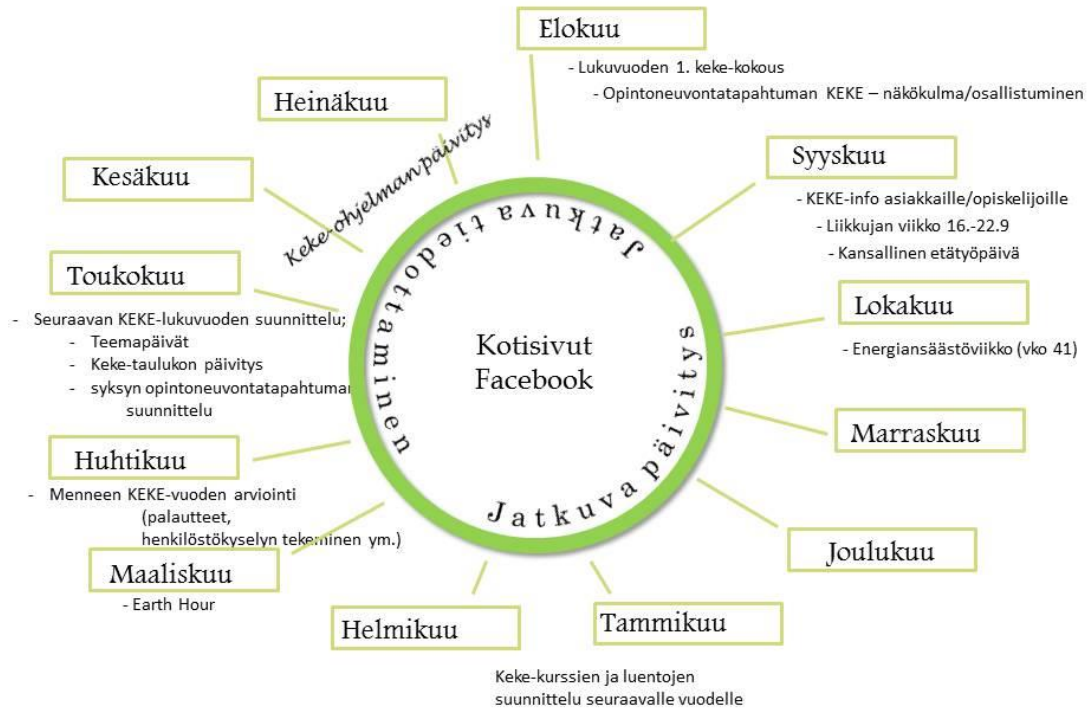 Elokuu
- Lukuvuoden 1. keke-kokous
- Opintoneuvontatapahtuman KEKE – näkökulma/osallistuminen
Syyskuu
- KEKE-info asiakkaille/opiskelijoille
- Liikkujan viikko 16.-22.9
- Kansallinen etätyöpäivä
Lokakuu
- Energiansäästöviikko (vko 41)
Marraskuu
Joulukuu
Tammikuu
Keke-kurssien ja luentojen
suunnittelu seuraavalle vuodelle
Helmikuu
Maaliskuu
- Earth Hour
Huhtikuu
- Menneen KEKE-vuoden arviointi
(palautteet,
henkilöstökyselyn tekeminen ym.)
Toukokuu
- Seuraavan KEKE-lukuvuoden suunnittelu;
- Teemapäivät
- Keke-taulukon päivitys
- syksyn opintoneuvontatapahtuman
suunnittelu
Kesäkuu
Heinäkuu
Keke-ohjelman päivitys
Jatkuva tiedottaminen
Jatkuva päivitys
Kotisivut
Facebook